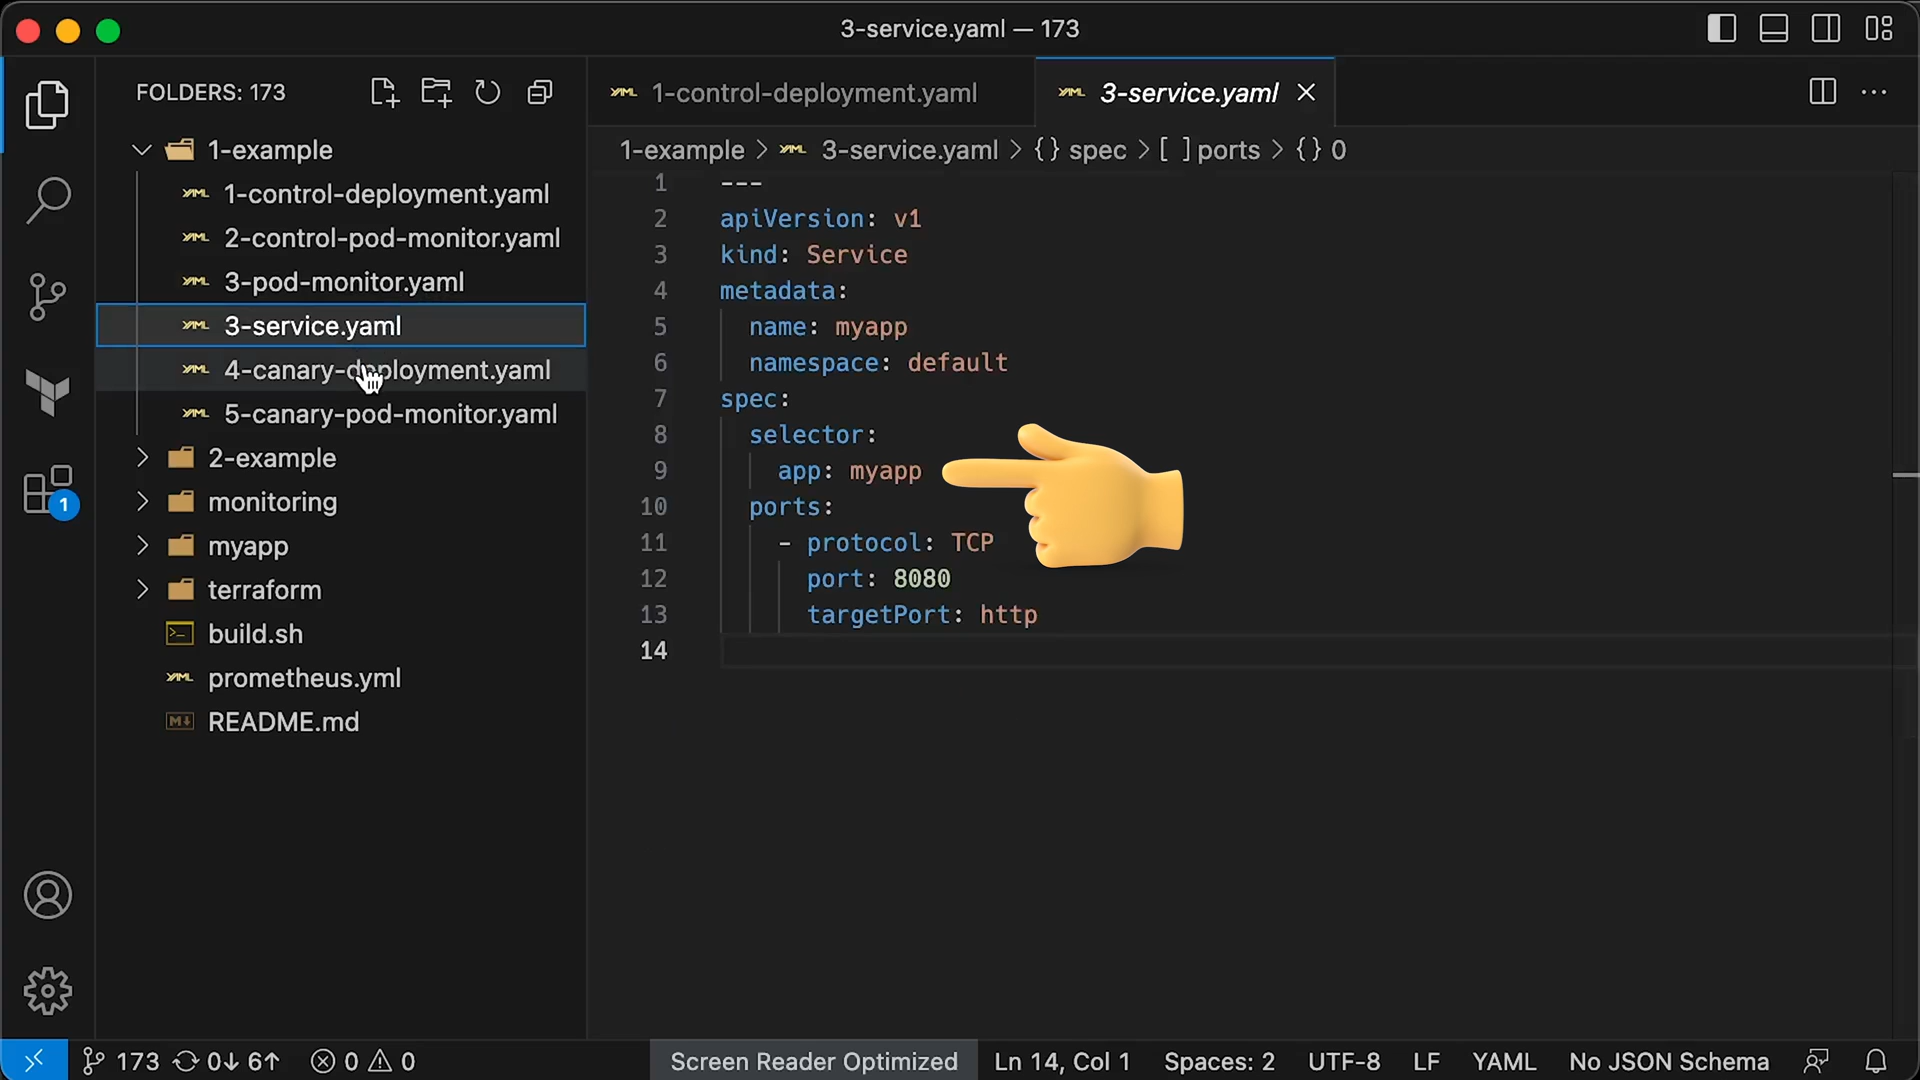 3-service.yaml — 173
FOLDERS: 173
1-example
1-control-deployment.yaml
2-control-pod-monitor.yaml
3-pod-monitor.yaml
3-service.yaml
4-canary-deployment.yaml
5-canary-pod-monitor.yaml
2-example
monitoring
myapp
terraform
build.sh
prometheus.yml
README.md
1
1-control-deployment.yaml
3-service.yaml
1-example > 3-service.yaml > {} spec > [ ] ports > {} 0
1 ---
2 apiVersion: v1
3 kind: Service
4 metadata:
5 name: myapp
6 namespace: default
7 spec:
8 selector:
9 app: myapp
10 ports:
11 - protocol: TCP
12 port: 8080
13 targetPort: http
14
173 0↓ 6↑ 0 0 Screen Reader Optimized Ln 14, Col 1 Spaces: 2 UTF-8 LF YAML No JSON Schema